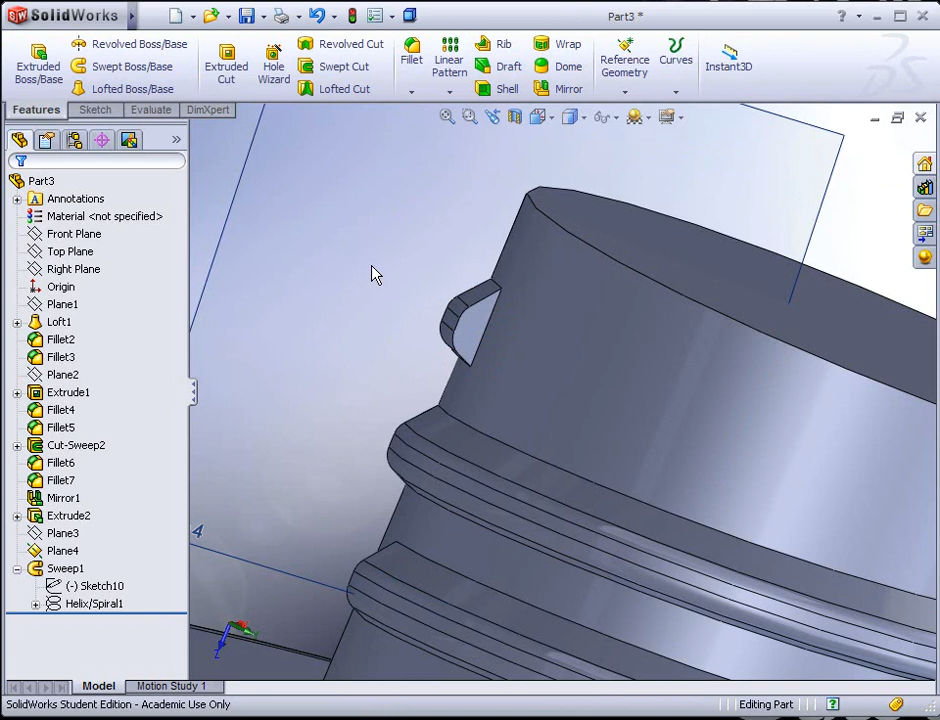 SolidWorks
Part3 *
Extruded Boss/Base
Revolved Boss/Base
Swept Boss/Base
Lofted Boss/Base
Extruded Cut
Hole Wizard
Revolved Cut
Swept Cut
Lofted Cut
Fillet
Linear Pattern
Rib
Draft
Shell
Wrap
Dome
Mirror
Reference Geometry
Curves
Instant3D
Features
Sketch
Evaluate
DimXpert
Part3
Annotations
Material <not specified>
Front Plane
Top Plane
Right Plane
Origin
Plane1
Loft1
Fillet2
Fillet3
Plane2
Extrude1
Fillet4
Fillet5
Cut-Sweep2
Fillet6
Fillet7
Mirror1
Extrude2
Plane3
Plane4
Sweep1
(-) Sketch10
Helix/Spiral1
4
Z
Model
Motion Study 1
SolidWorks Student Edition - Academic Use Only
Editing Part